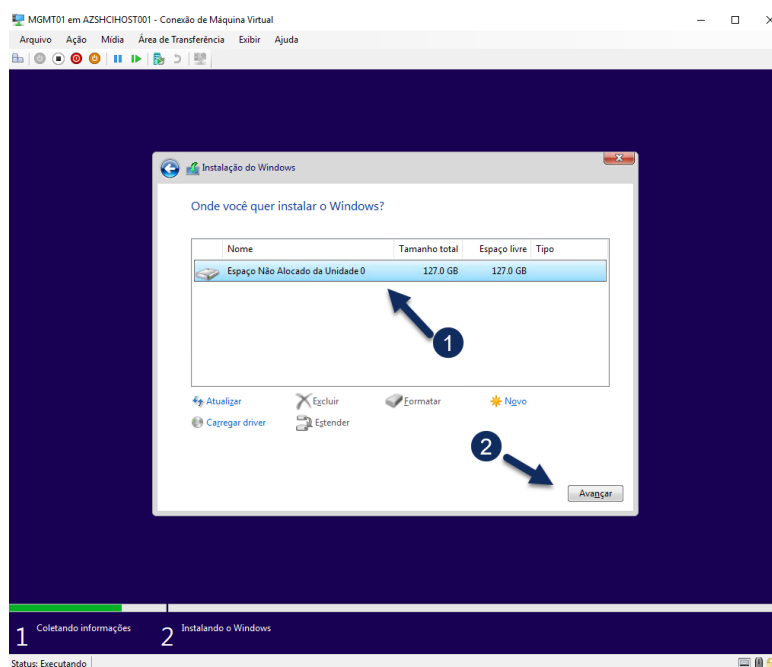 MGMT01 em AZSHCIHOST001 - Conexão de Máquina Virtual
Arquivo Ação Mídia Área de Transferência Exibir Ajuda
Instalação do Windows
Onde você quer instalar o Windows?
Nome Tamanho total Espaço livre Tipo
Espaço Não Alocado da Unidade 0 127.0 GB 127.0 GB
1
Atualizar Excluir Formatar Novo
Carregar driver Estender
2
Avançar
1 Coletando informações 2 Instalando o Windows
Status: Executando